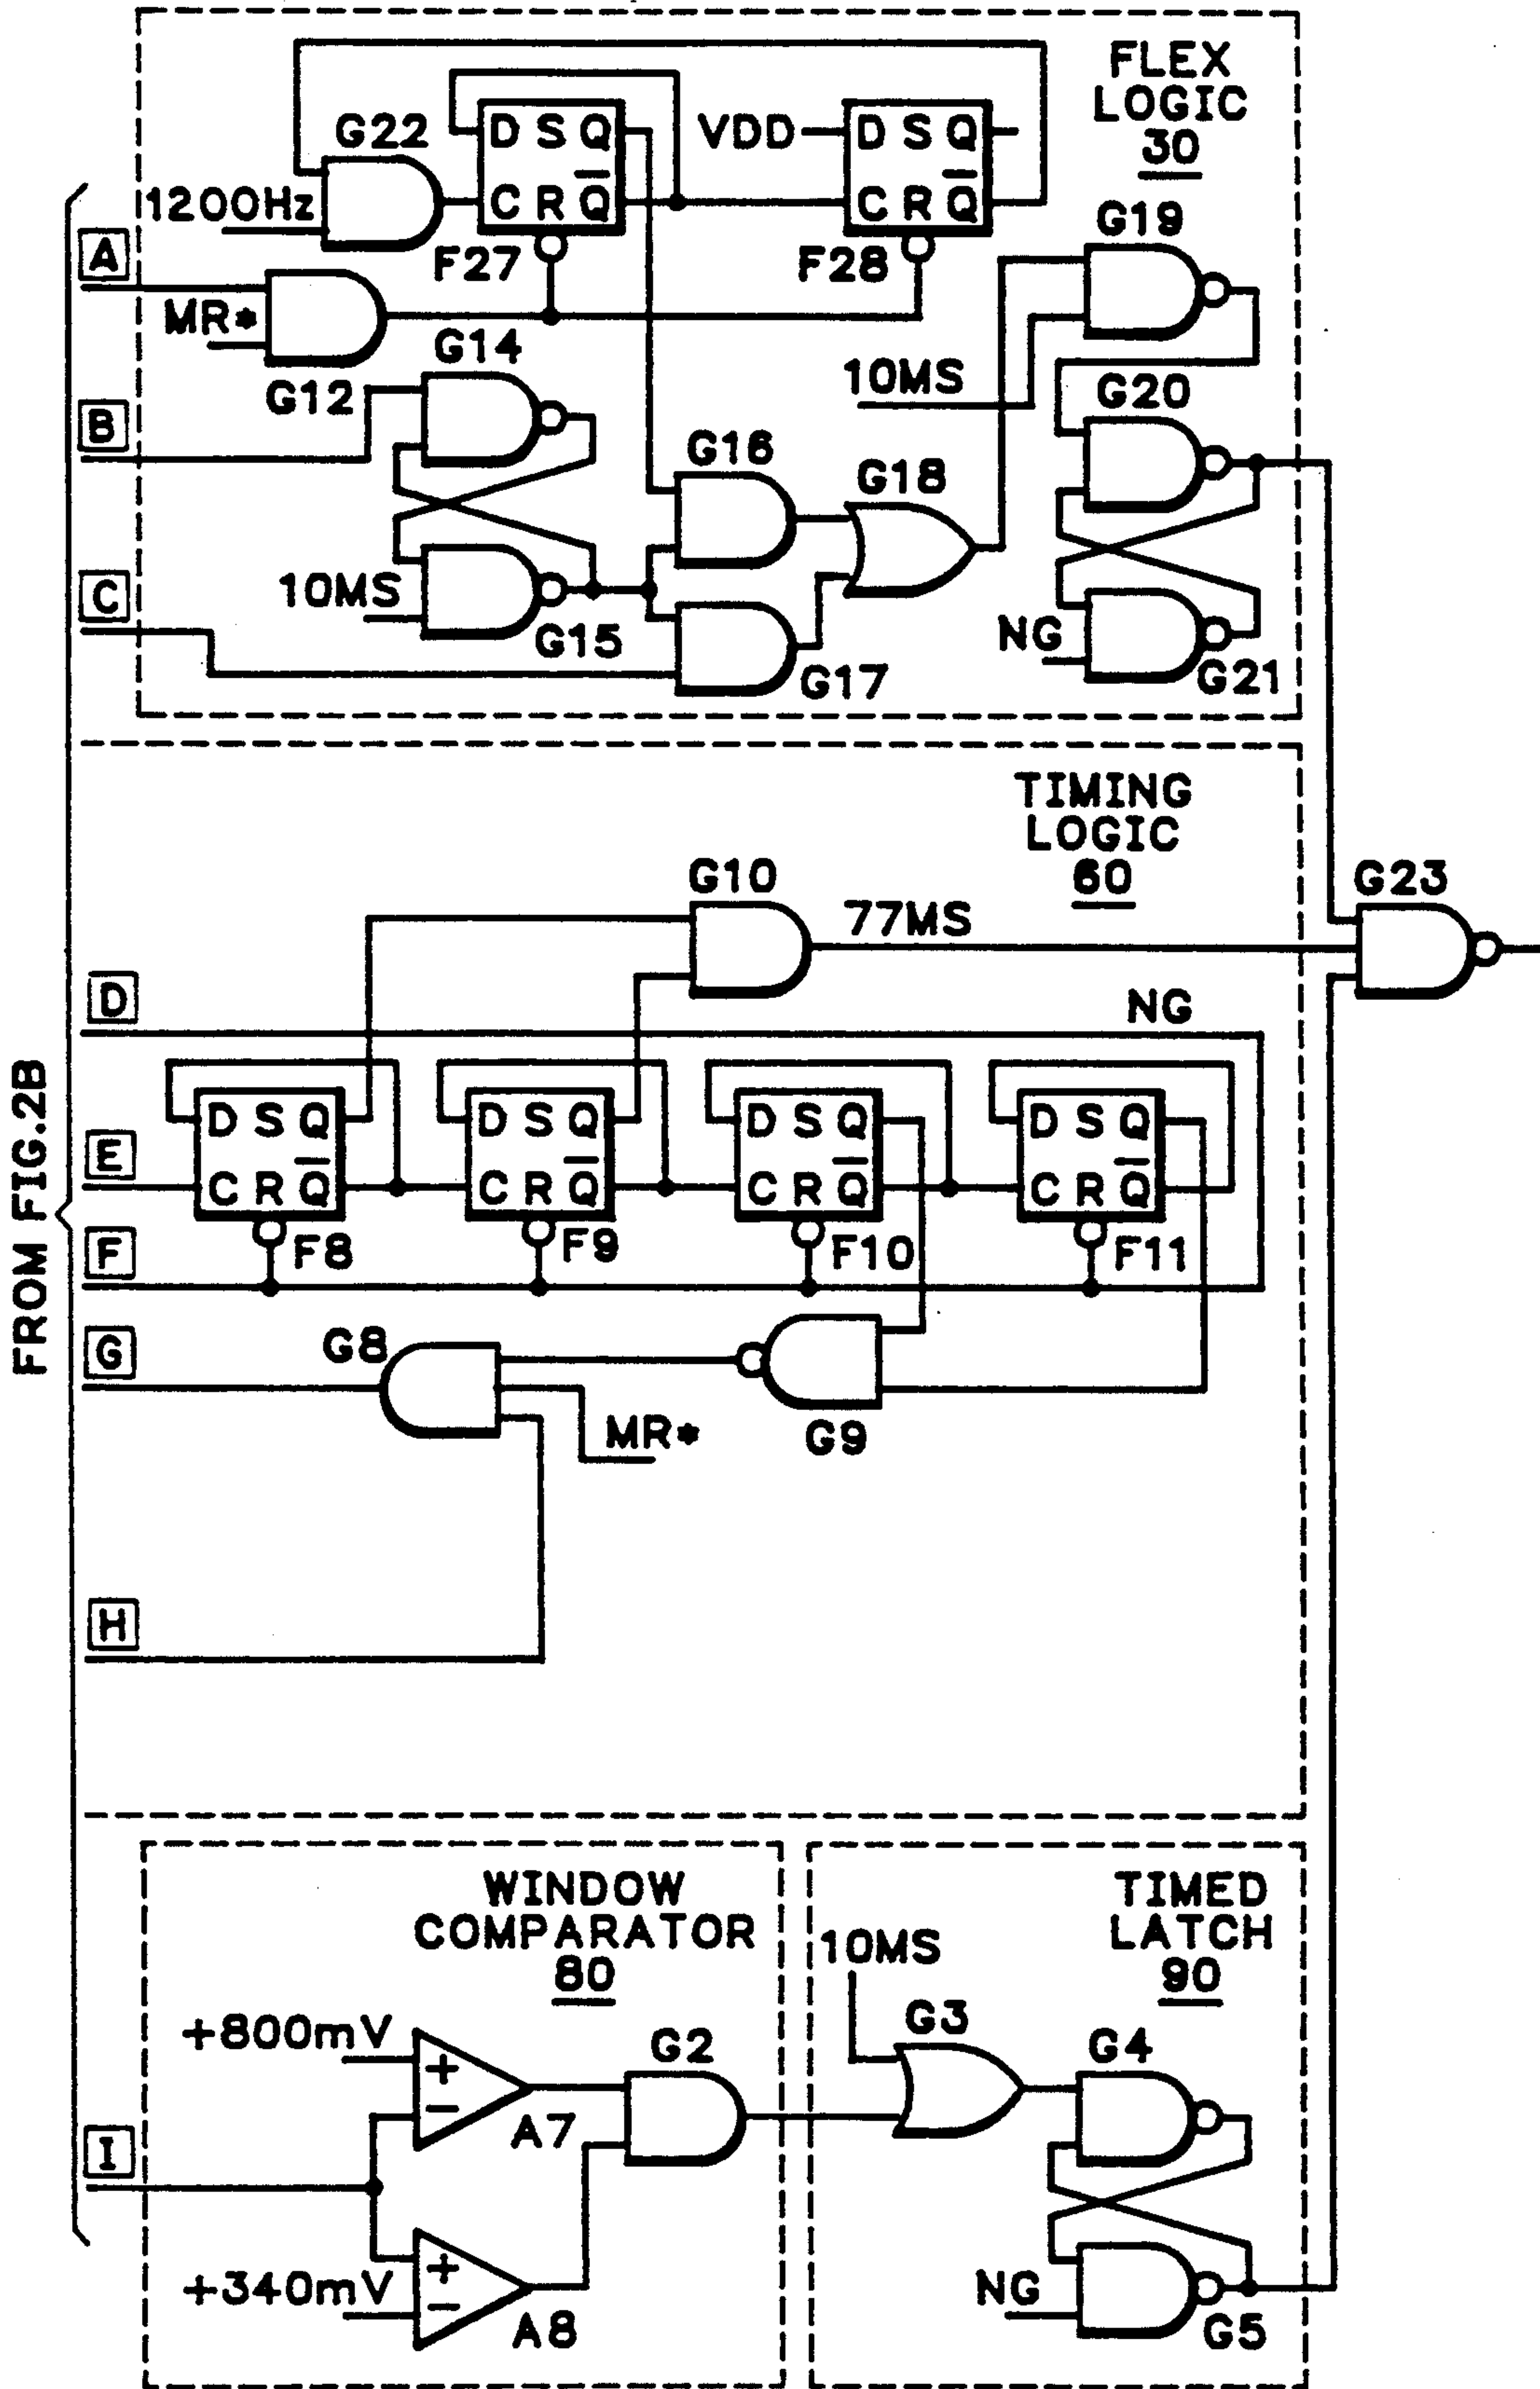 FLEX
LOGIC
30
G22
D S Q
C R Q̅
F27
VDD
D S Q
C R Q̅
F28
1200Hz
A
MR*
G12
G19
G14
10MS
B
G20
G16
G18
C
10MS
G15
G17
NG
G21
TIMING
LOGIC
60
G10
77MS
G23
D
NG
E
D S Q
C R Q̅
F8
D S Q
C R Q̅
F9
D S Q
C R Q̅
F10
D S Q
C R Q̅
F11
F
FROM FIG.2B
G
G8
MR*
G9
H
WINDOW
COMPARATOR
80
TIMED
LATCH
90
10MS
+800mV
+
−
A7
G2
G3
G4
I
+340mV
+
−
A8
NG
G5